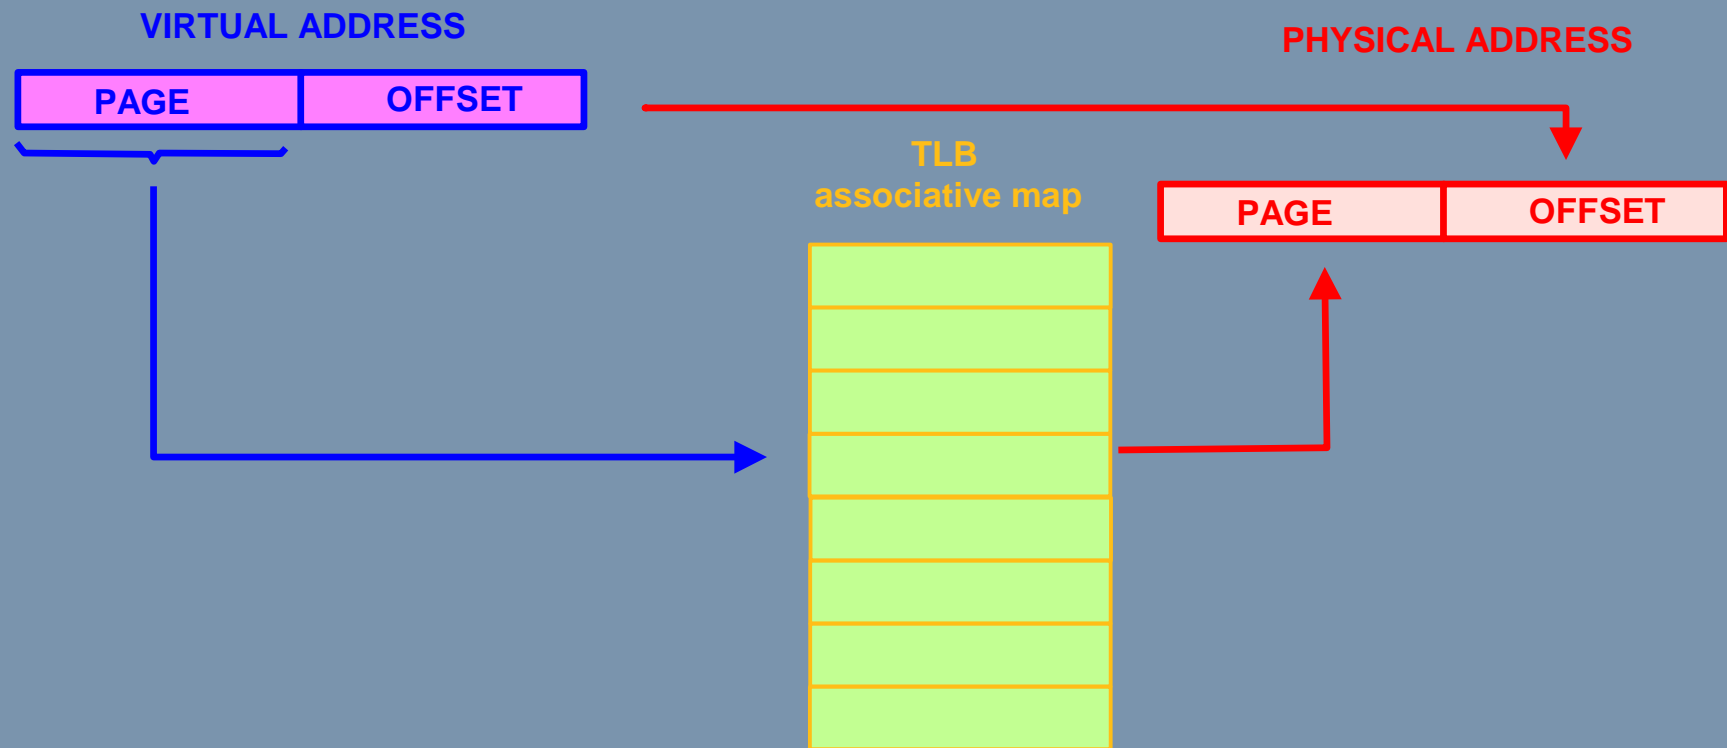 VIRTUAL ADDRESS
PHYSICAL ADDRESS
PAGE
OFFSET
TLB
associative map
PAGE
OFFSET